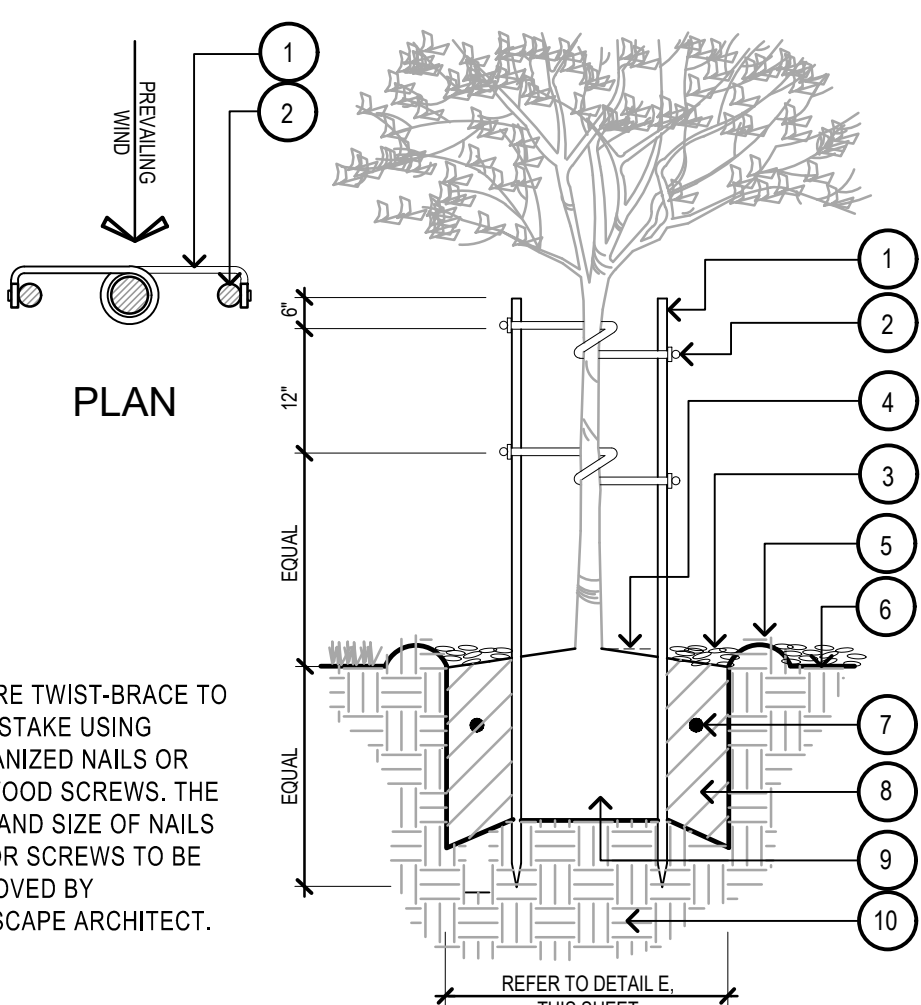 1
2
PREVAILING
WIND
PLAN
6"
12"
EQUAL
EQUAL
1
2
4
3
5
6
7
8
9
10
RE TWIST-BRACE TO
STAKE USING
ANIZED NAILS OR
OOD SCREWS. THE
AND SIZE OF NAILS
OR SCREWS TO BE
OVED BY
SCAPE ARCHITECT.
REFER TO DETAIL E,
THIS SHEET